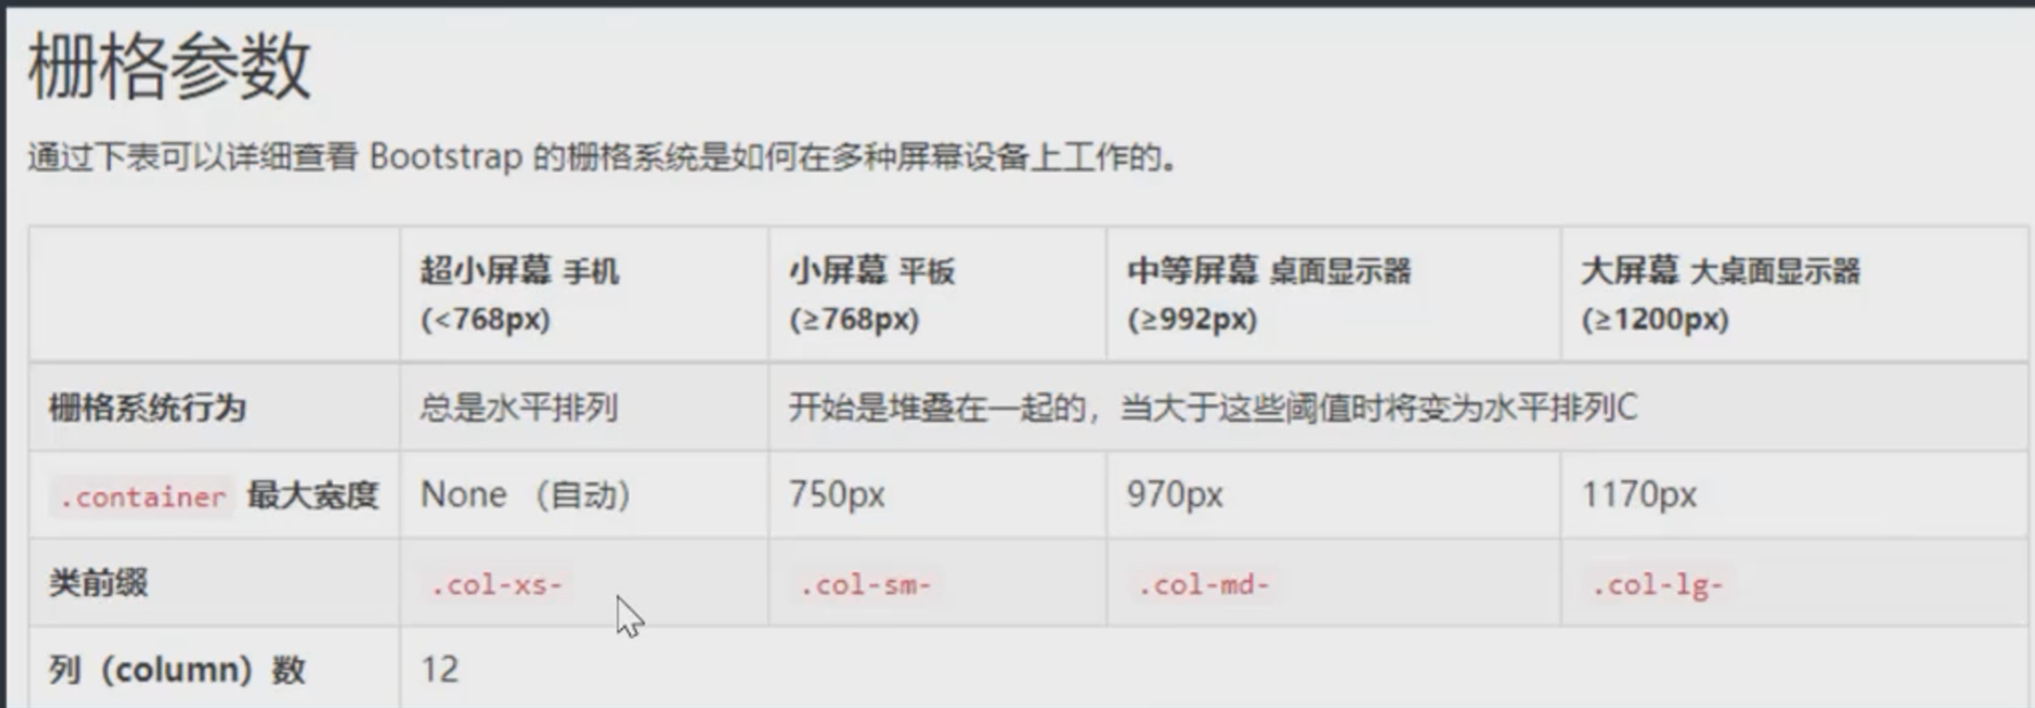 栅格参数
通过下表可以详细查看 Bootstrap 的栅格系统是如何在多种屏幕设备上工作的。
超小屏幕 手机 (<768px)
小屏幕 平板 (≥768px)
中等屏幕 桌面显示器 (≥992px)
大屏幕 大桌面显示器 (≥1200px)
栅格系统行为 总是水平排列 开始是堆叠在一起的，当大于这些阈值时将变为水平排列C
.container 最大宽度 None （自动） 750px 970px 1170px
类前缀 .col-xs- .col-sm- .col-md- .col-lg-
列（column）数 12